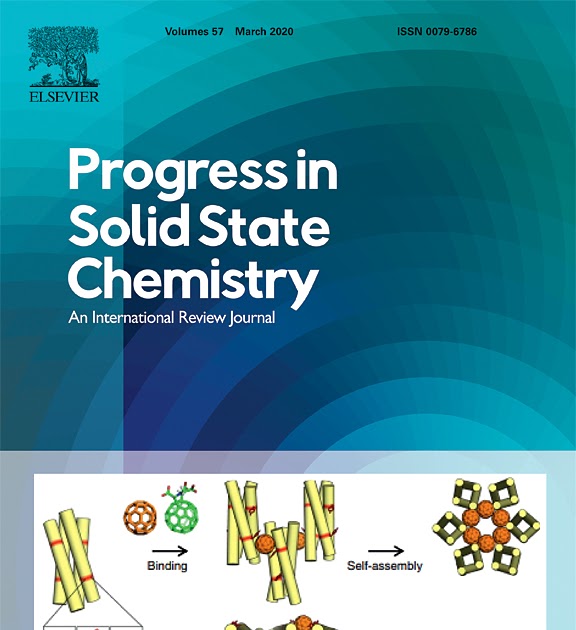 Volumes 57 March 2020 ISSN 0079-6786
ELSEVIER
Progress in
Solid State
Chemistry
An International Review Journal
Binding
Self-assembly